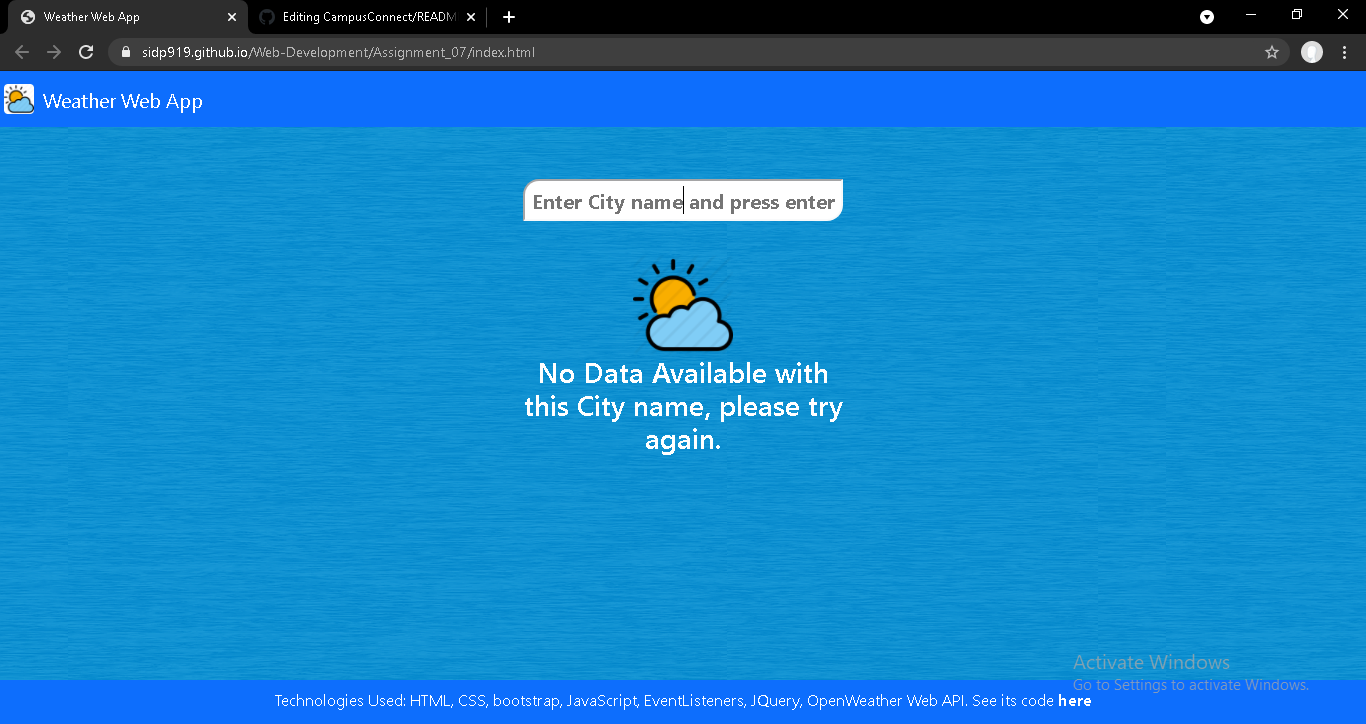 Weather Web App
Editing CampusConnect/READM
sidp919.github.io/Web-Development/Assignment_07/index.html
Weather Web App
Enter City name and press enter
No Data Available with
this City name, please try
again.
Activate Windows
Go to Settings to activate Windows.
Technologies Used: HTML, CSS, bootstrap, JavaScript, EventListeners, JQuery, OpenWeather Web API. See its code here